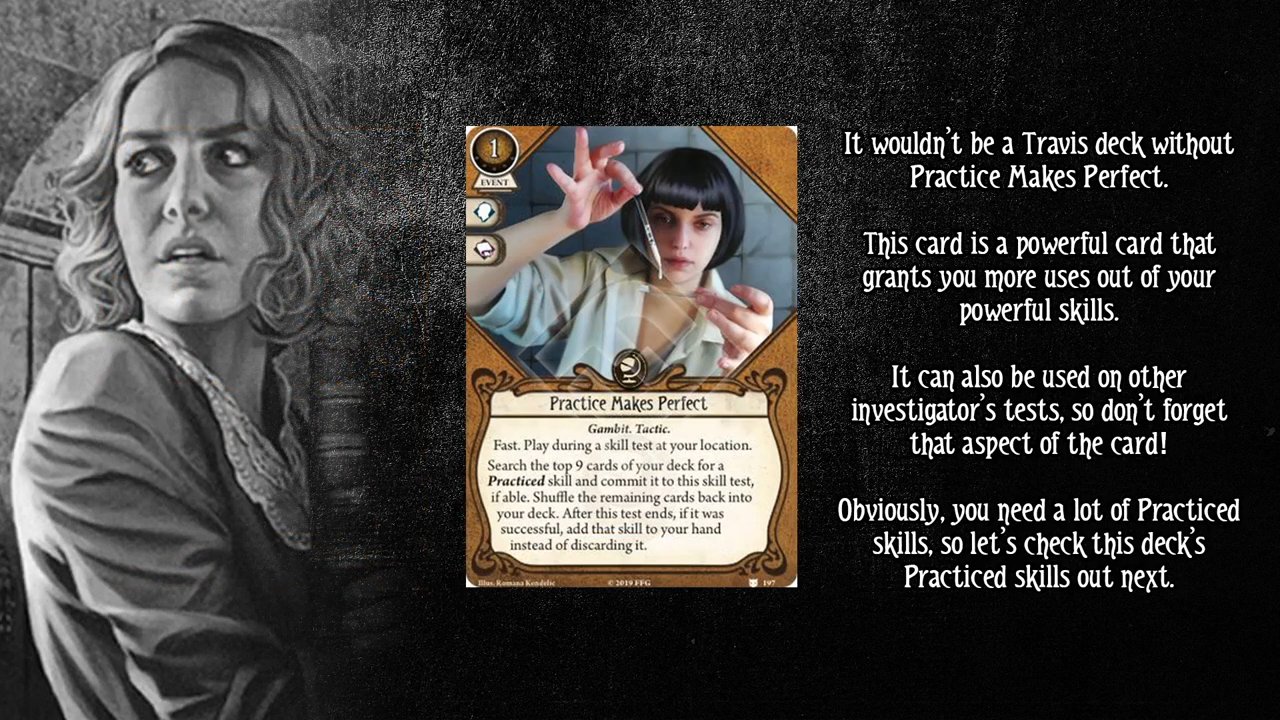 1
EVENT
Practice Makes Perfect
Gambit. Tactic.
Fast. Play during a skill test at your location.
Search the top 9 cards of your deck for a
Practiced skill and commit it to this skill test,
if able. Shuffle the remaining cards back into
your deck. After this test ends, if it was
successful, add that skill to your hand
instead of discarding it.
Illus. Romana Kendelic
© 2019 FFG
197
It wouldn't be a Travis deck without
Practice Makes Perfect.
This card is a powerful card that
grants you more uses out of your
powerful skills.
It can also be used on other
investigator's tests, so don't forget
that aspect of the card!
Obviously, you need a lot of Practiced
skills, so let's check this deck's
Practiced skills out next.